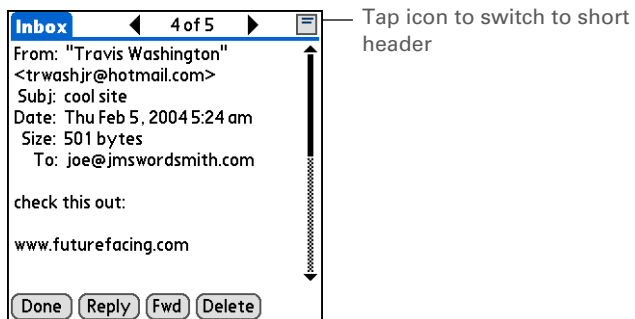 Inbox 4 of 5
Tap icon to switch to short
header
From: "Travis Washington"
<trwashjr@hotmail.com>
Subj: cool site
Date: Thu Feb 5, 2004 5:24 am
Size: 501 bytes
To: joe@jmswordsmith.com
check this out:
www.futurefacing.com
Done Reply Fwd Delete